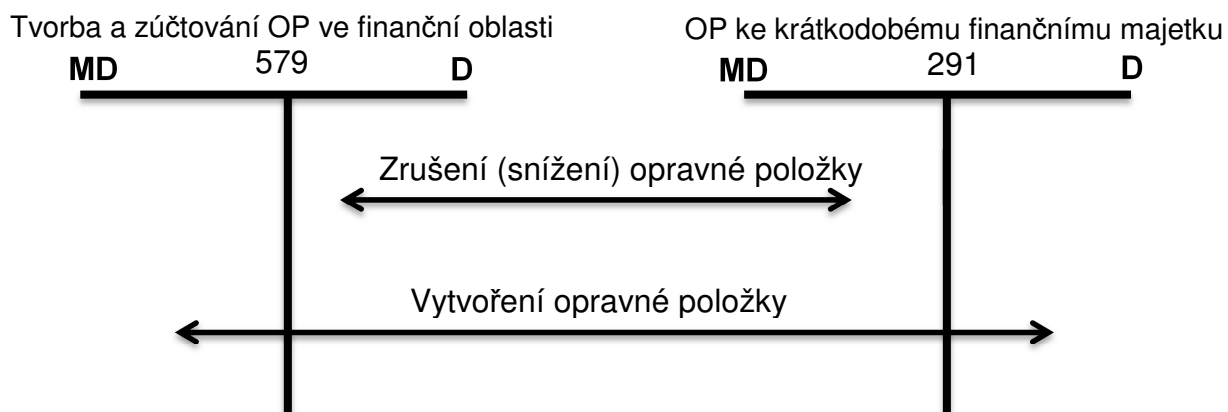 Tvorba a zúčtování OP ve finanční oblasti
MD 579 D
OP ke krátkodobému finančnímu majetku
MD 291 D
Zrušení (snížení) opravné položky
Vytvoření opravné položky